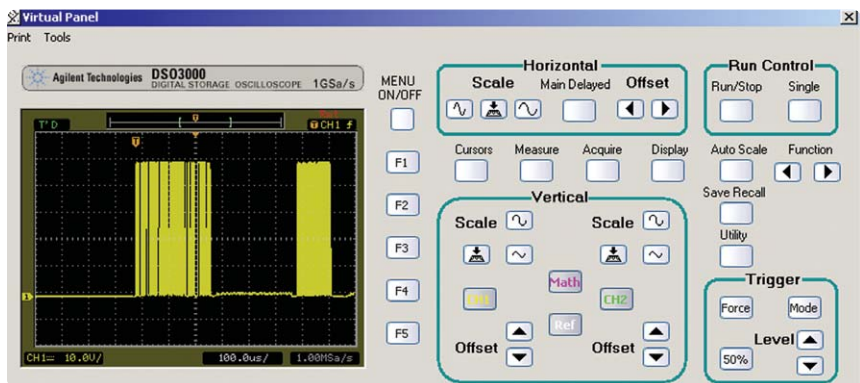 Virtual Panel
Print Tools
Agilent Technologies DSO3000 DIGITAL STORAGE OSCILLOSCOPE 1GSa/s
MENU ON/OFF
F1
F2
F3
F4
F5
T'D
CH1
1
CH1 10.0V/ 100.0us/ 1.00MSa/s
Horizontal
Scale Main Delayed Offset
Run Control
Run/Stop Single
Cursors Measure Acquire Display
Auto Scale Function
Save Recall
Utility
Vertical
Scale Scale
Math
CH1 CH2
Ref
Offset Offset
Trigger
Force Mode
Level
50%